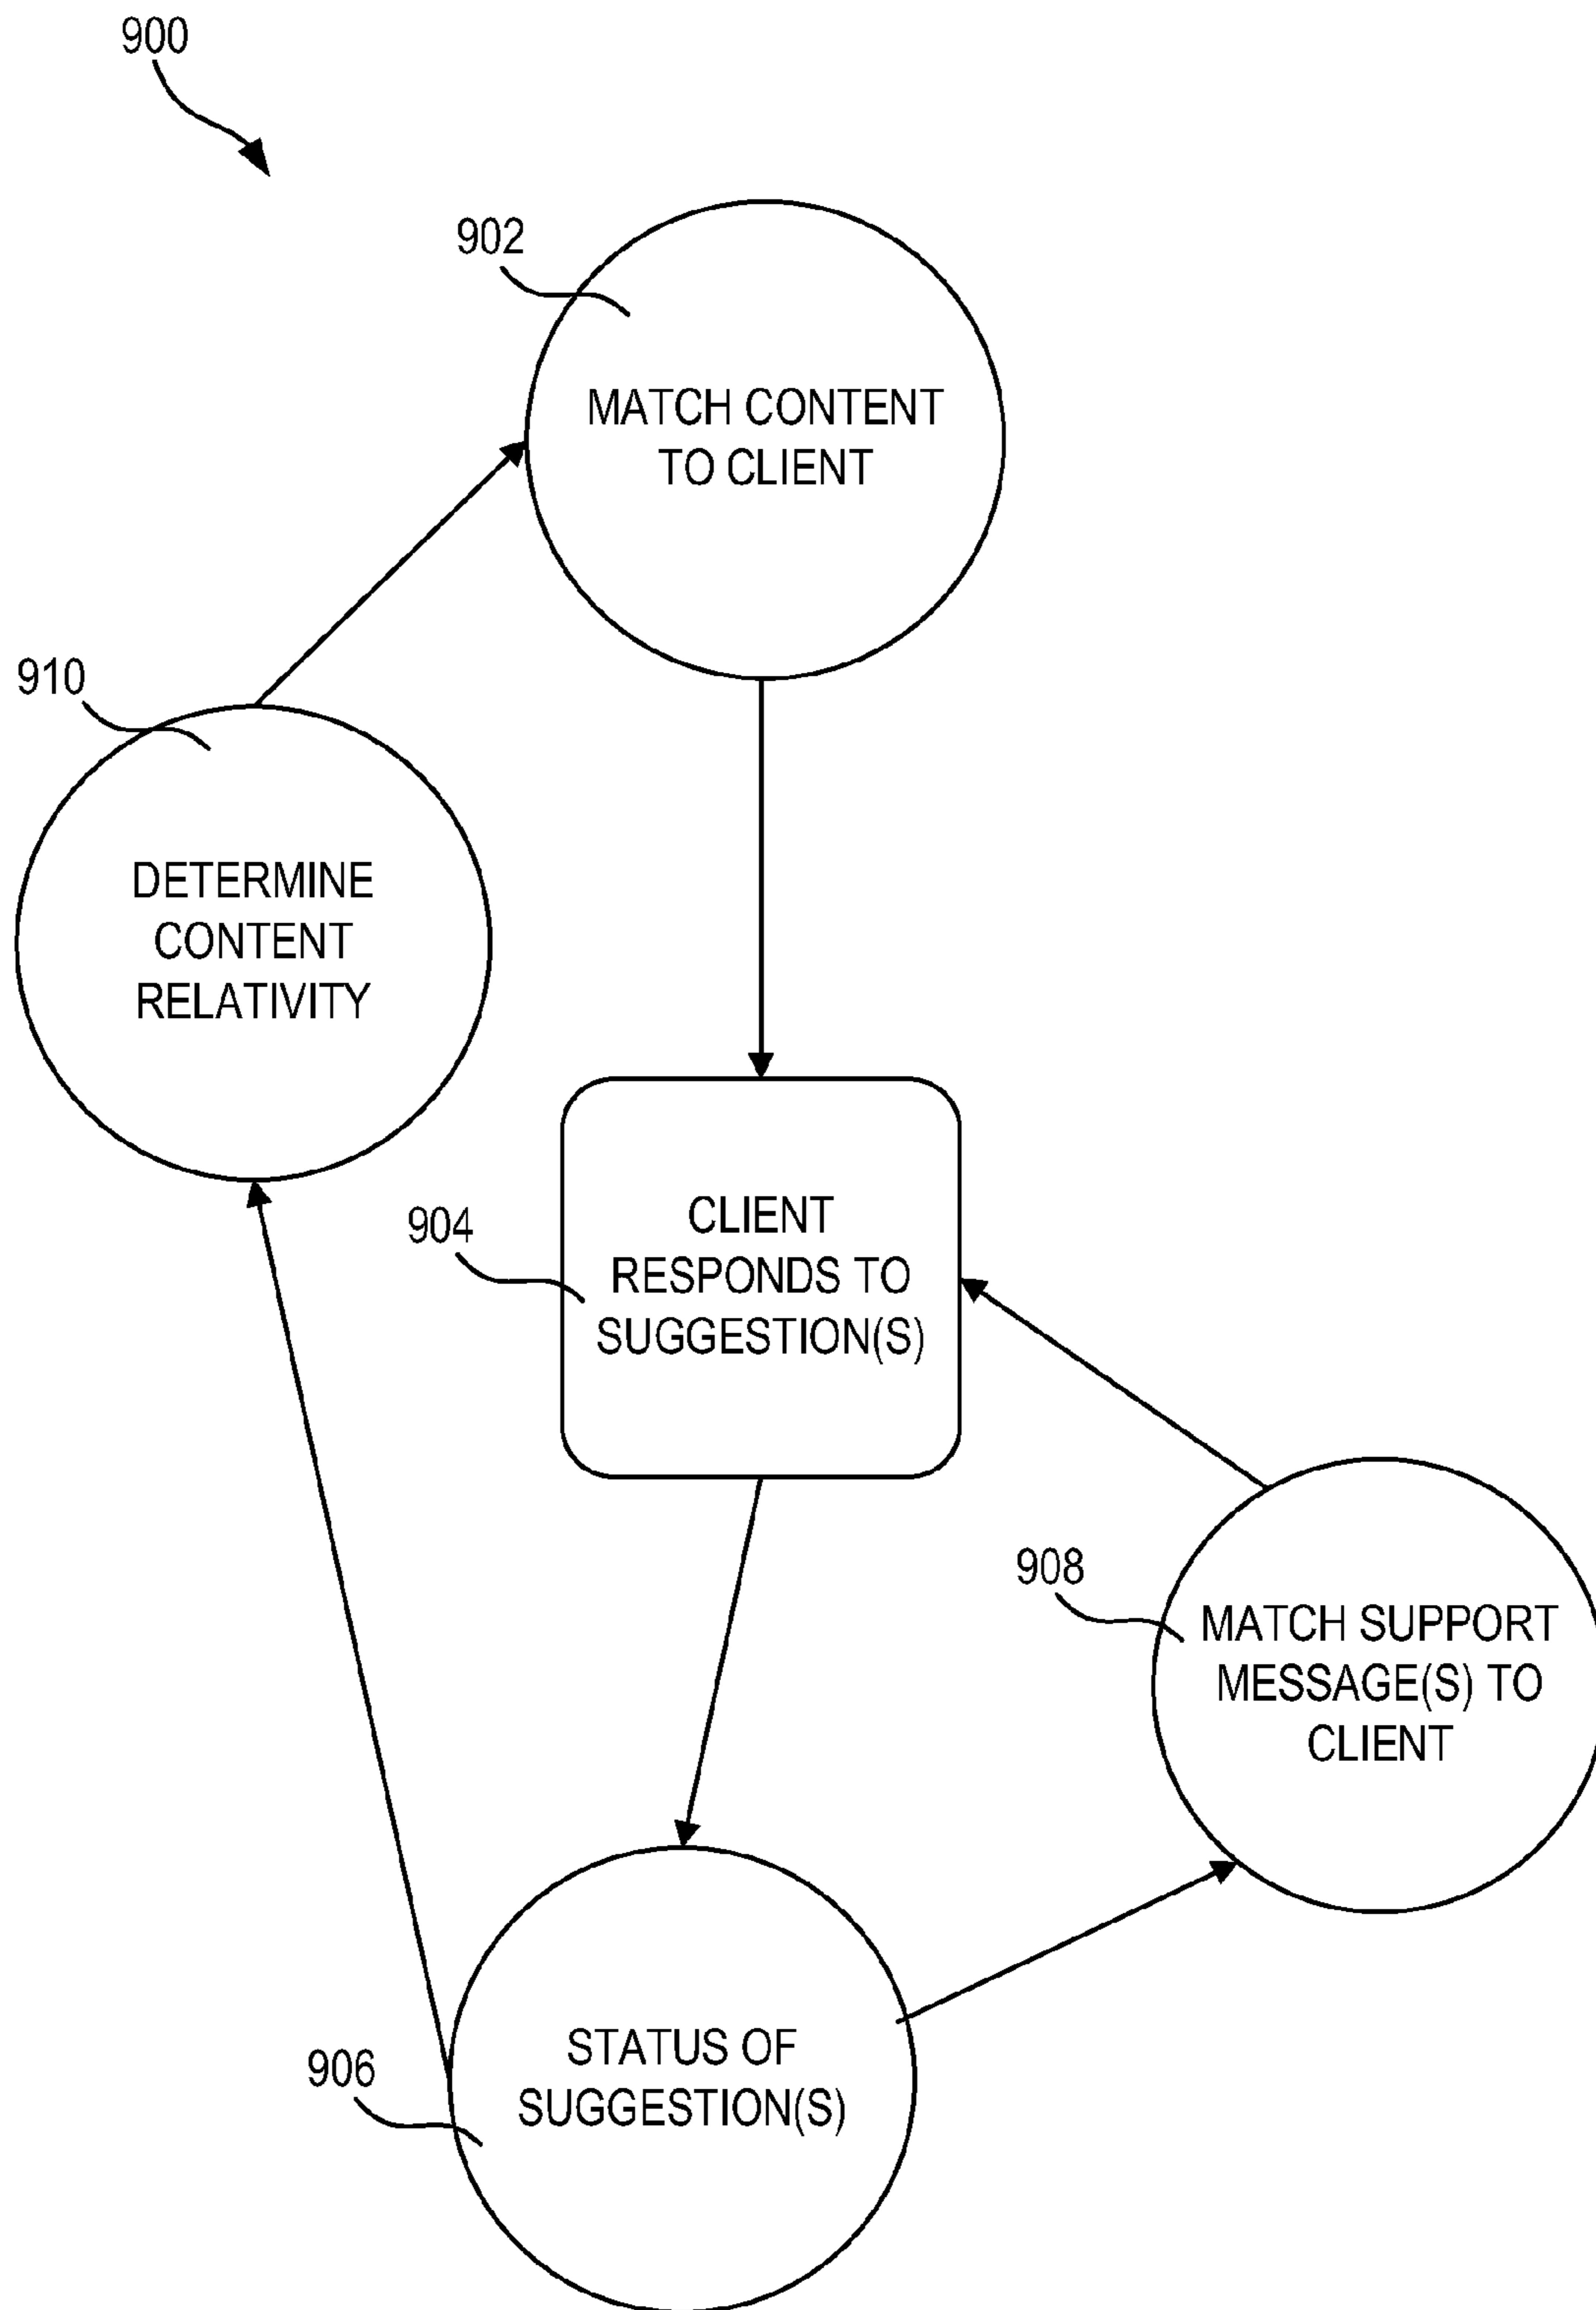 900
902
MATCH CONTENT
TO CLIENT
910
DETERMINE
CONTENT
RELATIVITY
904
CLIENT
RESPONDS TO
SUGGESTION(S)
908
MATCH SUPPORT
MESSAGE(S) TO
CLIENT
906
STATUS OF
SUGGESTION(S)